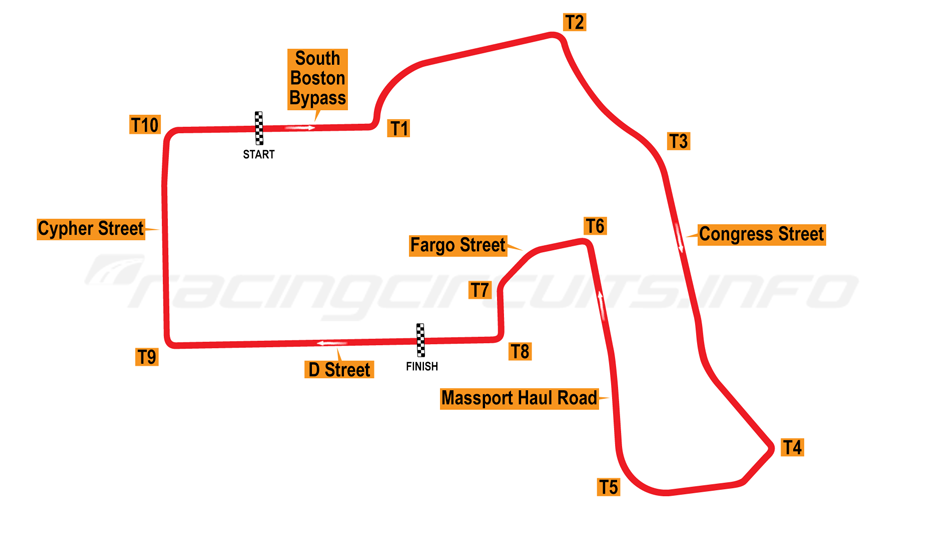 T2
South
Boston
Bypass
T10
T1
START
T3
Cypher Street
T6
Congress Street
Fargo Street
racingcircuits.info
T7
T9
T8
D Street
FINISH
Massport Haul Road
T4
T5